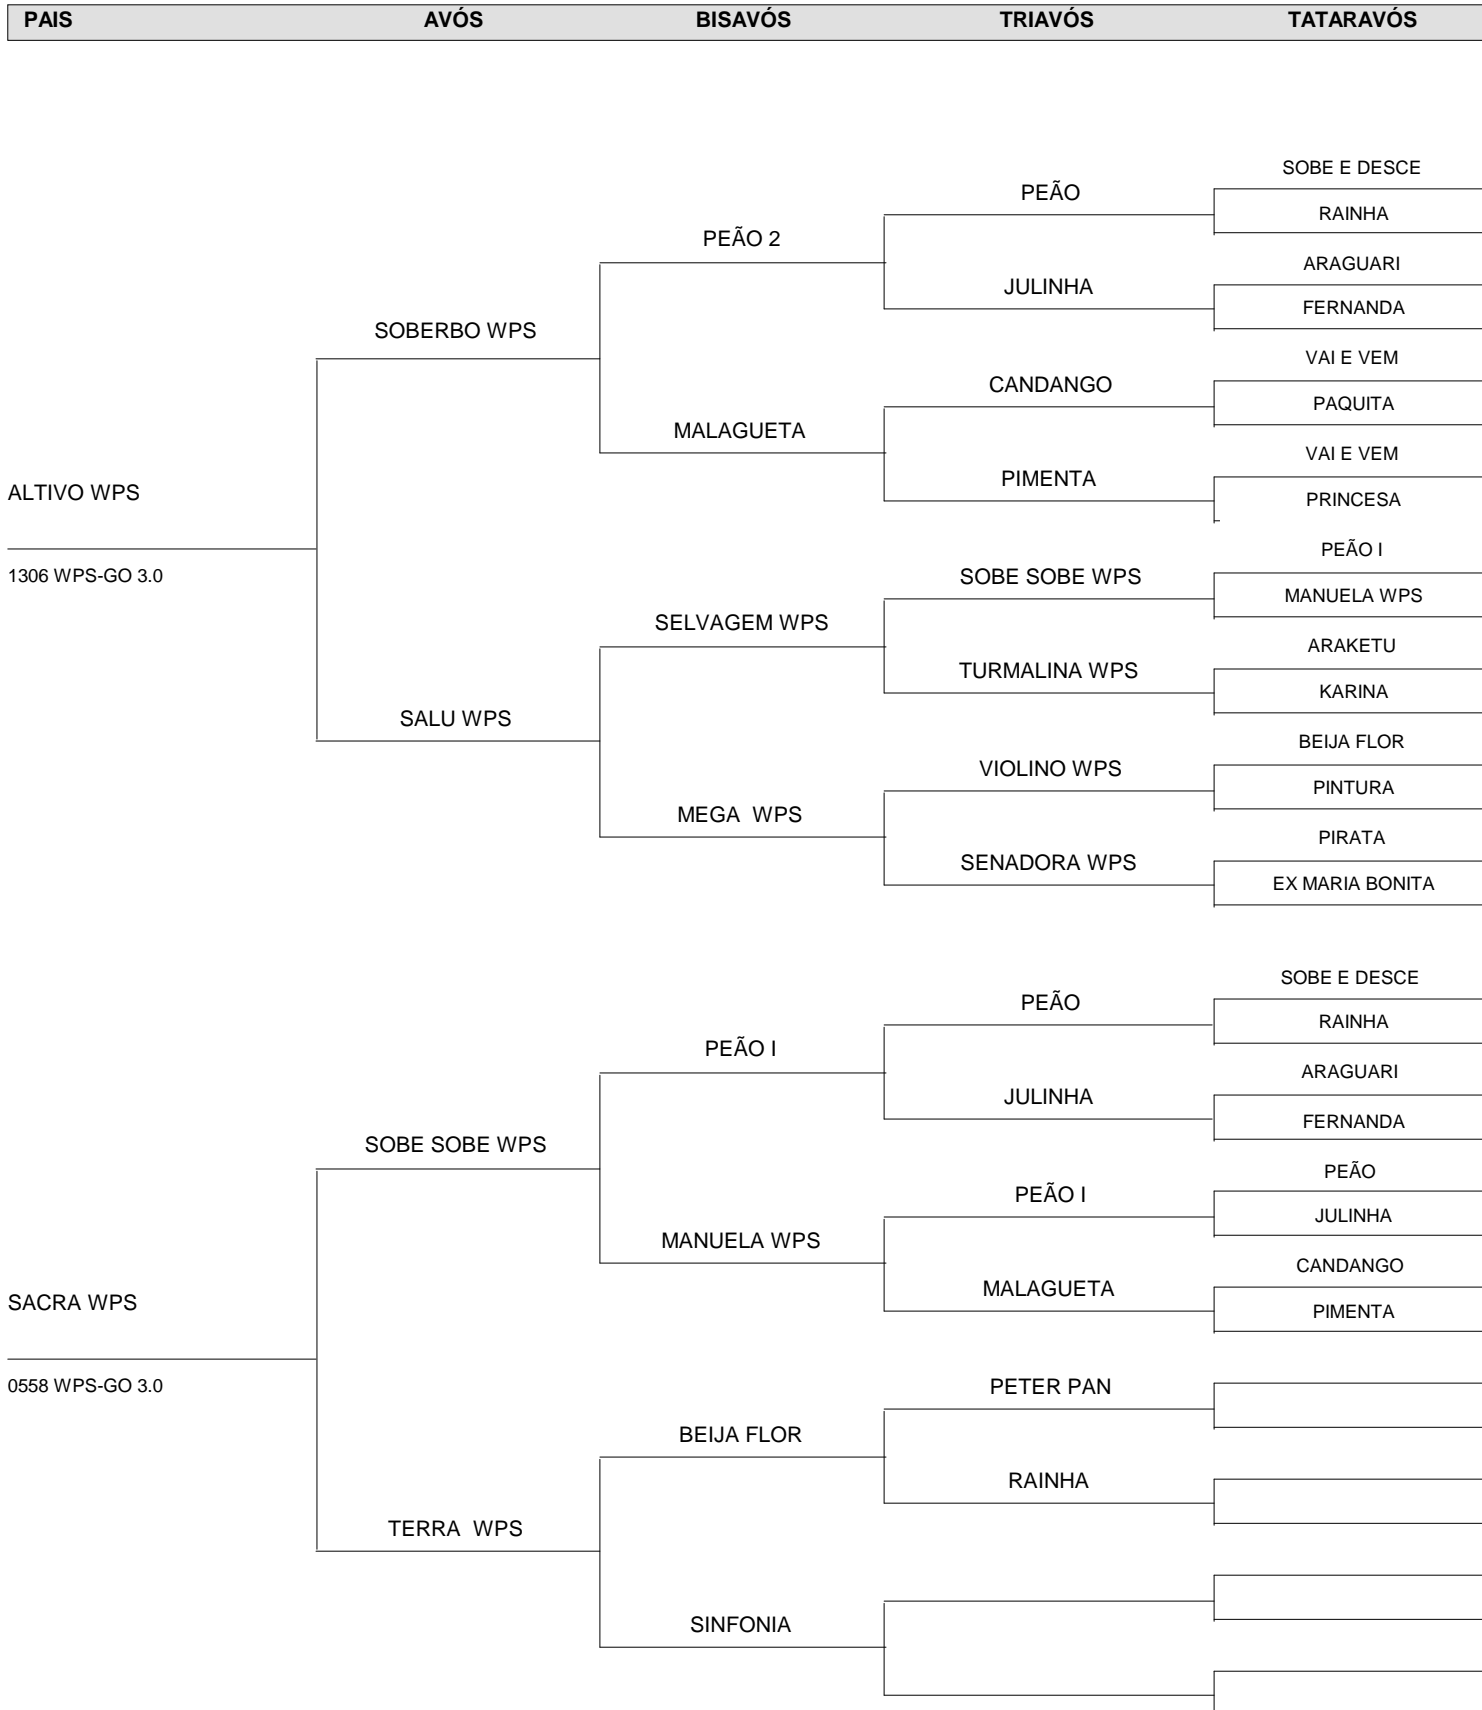 PAIS AVÓS BISAVÓS TRIAVÓS TATARAVÓS
SOBE E DESCE
PEÃO
RAINHA
PEÃO 2
ARAGUARI
JULINHA
FERNANDA
SOBERBO WPS
VAI E VEM
CANDANGO
PAQUITA
MALAGUETA
VAI E VEM
PIMENTA
ALTIVO WPS
PRINCESA
PEÃO I
1306 WPS-GO 3.0
SOBE SOBE WPS
MANUELA WPS
SELVAGEM WPS
ARAKETU
TURMALINA WPS
KARINA
SALU WPS
BEIJA FLOR
VIOLINO WPS
PINTURA
MEGA  WPS
PIRATA
SENADORA WPS
EX MARIA BONITA
SOBE E DESCE
PEÃO
RAINHA
PEÃO I
ARAGUARI
JULINHA
FERNANDA
SOBE SOBE WPS
PEÃO
PEÃO I
JULINHA
MANUELA WPS
CANDANGO
MALAGUETA
SACRA WPS
PIMENTA
0558 WPS-GO 3.0
PETER PAN
BEIJA FLOR
RAINHA
TERRA  WPS
SINFONIA